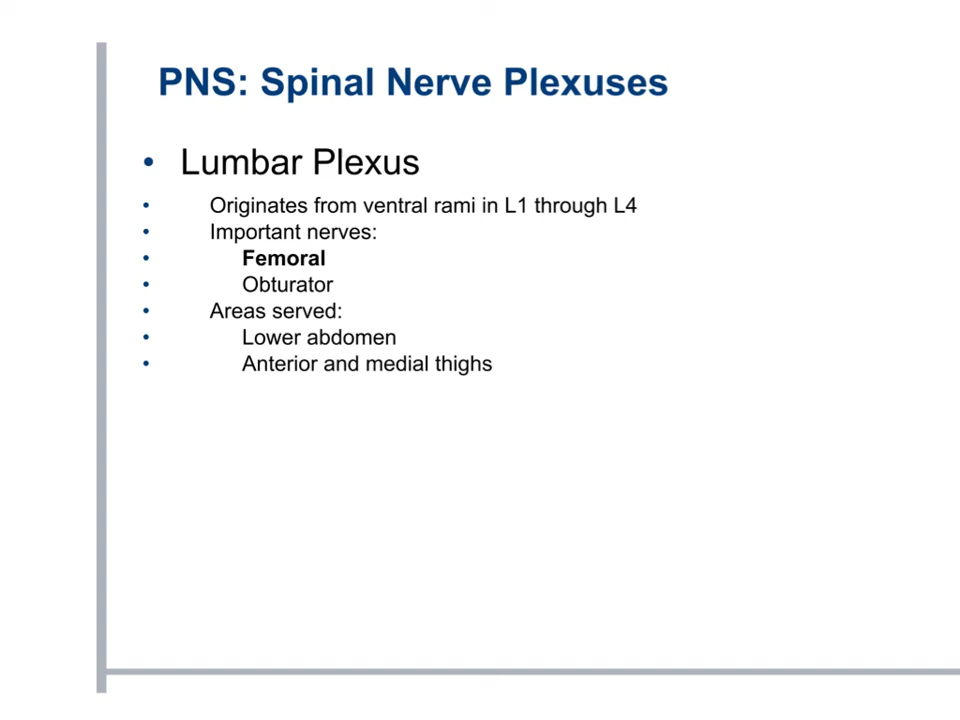 PNS: Spinal Nerve Plexuses
• Lumbar Plexus
• Originates from ventral rami in L1 through L4
• Important nerves:
• Femoral
• Obturator
• Areas served:
• Lower abdomen
• Anterior and medial thighs